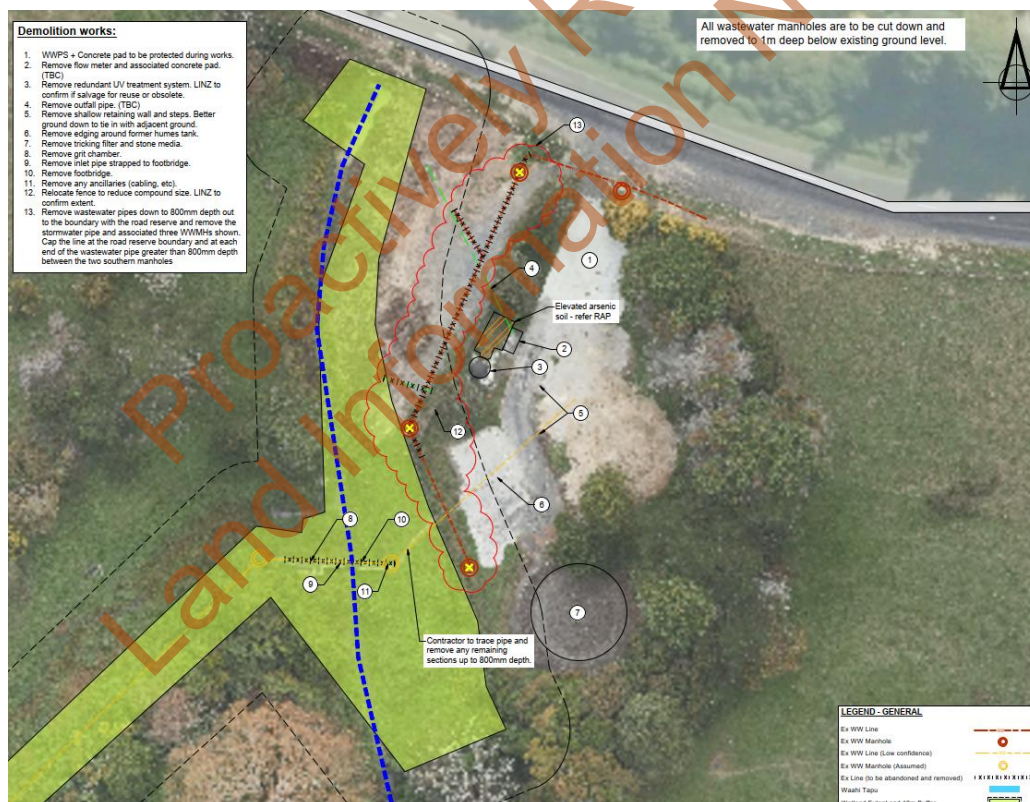 Demolition works:
1. WWPS + Concrete pad to be protected during works.
2. Remove flow meter and associated concrete pad.
(TBC)
3. Remove redundant UV treatment system. LINZ to
confirm if salvage for reuse or obsolete.
4. Remove outfall pipe. (TBC)
5. Remove shallow retaining wall and steps. Better
ground down to tie in with adjacent ground.
6. Remove edging around former humes tank.
7. Remove tricking filter and stone media.
8. Remove grit chamber.
9. Remove inlet pipe strapped to footbridge.
10. Remove footbridge.
11. Remove any ancillaries (cabling, etc).
12. Relocate fence to reduce compound size. LINZ to
confirm extent.
13. Remove wastewater pipes down to 800mm depth out
to the boundary with the road reserve and remove the
stormwater pipe and associated three WWMHs shown.
Cap the line at the road reserve boundary and at each
end of the wastewater pipe greater than 800mm depth
between the two southern manholes
All wastewater manholes are to be cut down and
removed to 1m deep below existing ground level.
13
1
4
Elevated arsenic
soil - refer RAP
2
3
5
12
6
8
10
9
11
7
Contractor to trace pipe and
remove any remaining
sections up to 800mm depth.
LEGEND - GENERAL
Ex WW Line
Ex WW Manhole
Ex WW Line (Low confidence)
Ex WW Manhole (Assumed)
Ex Line (to be abandoned and removed)
Waahi Tapu
Proactively R
Land Information N